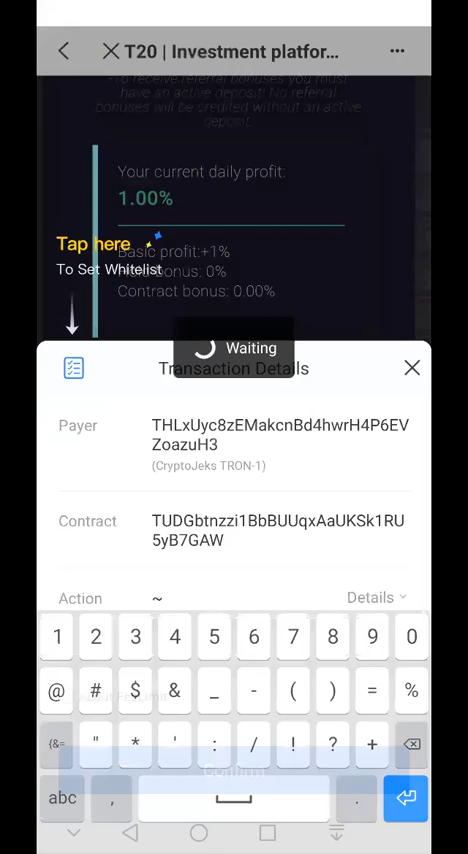 T20 | Investment platfor...
To receive referral bonuses you must
have an active deposit! No referral
bonuses will be credited without an active
deposit.
Your current daily profit:
1.00%
Tap here
Basic profit:+1%
To Set Whitelist
bonus: 0%
Contract bonus: 0.00%
Waiting
Transaction Details
Payer
THLxUyc8zEMakcnBd4hwrH4P6EV
ZoazuH3
(CryptoJeks TRON-1)
Contract
TUDGbtnzzi1BbBUUqxAaUKSk1RU
5yB7GAW
Action ~ Details
1 2 3 4 5 6 7 8 9 0
@ # $ & _ - ( ) = %
{&= " * ' : / ! ? +
Confirm
abc , .